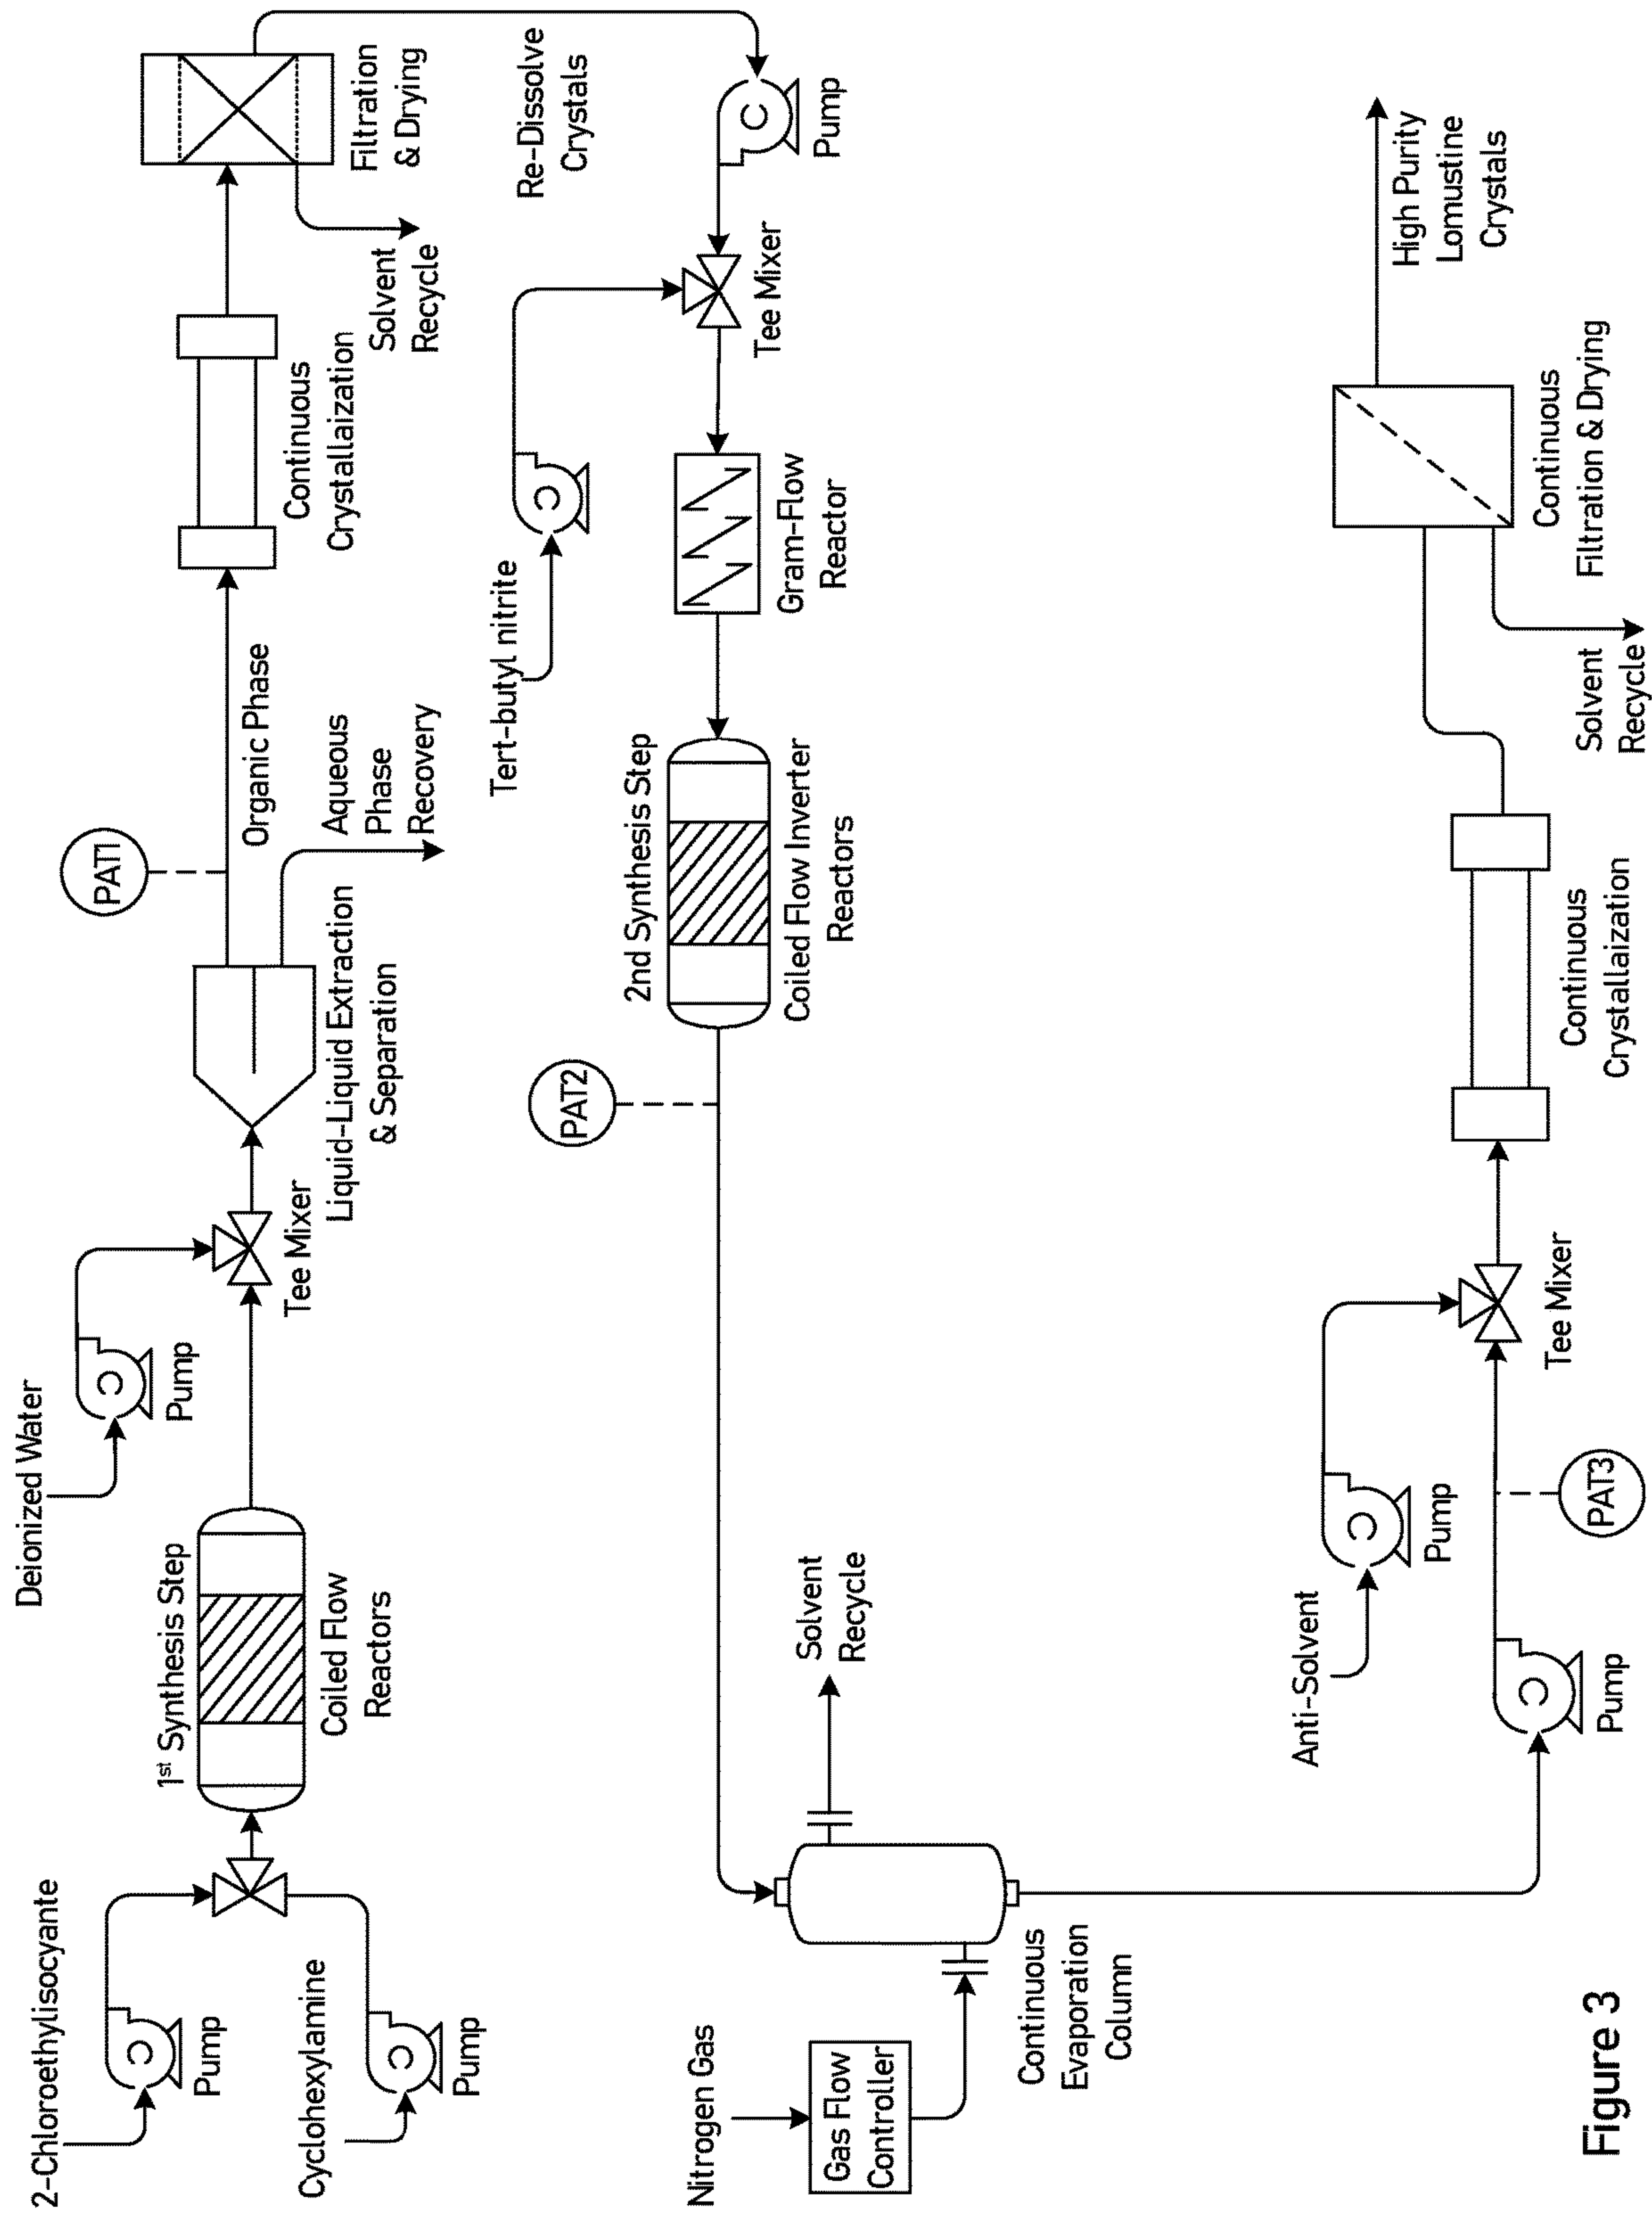 2-Chloroethylisocyante
Pump
Cyclohexylamine
Pump
1st Synthesis Step
Coiled Flow
Reactors
Deionized Water
Pump
Tee Mixer
Liquid-Liquid Extraction
& Separation
PAT1
Organic Phase
Aqueous
Phase
Recovery
Continuous
Crystallaization
Solvent
Recycle
Filtration
& Drying
Re-Dissolve
Crystals
Pump
Tee Mixer
Tert-butyl nitrite
Gram-Flow
Reactor
2nd Synthesis Step
Coiled Flow Inverter
Reactors
PAT2
Nitrogen Gas
Gas Flow
Controller
Continuous
Evaporation
Column
Solvent
Recycle
Pump
PAT3
Anti-Solvent
Pump
Tee Mixer
Continuous
Crystallaization
Solvent
Recycle
Continuous
Filtration & Drying
High Purity
Lomustine
Crystals
Figure 3